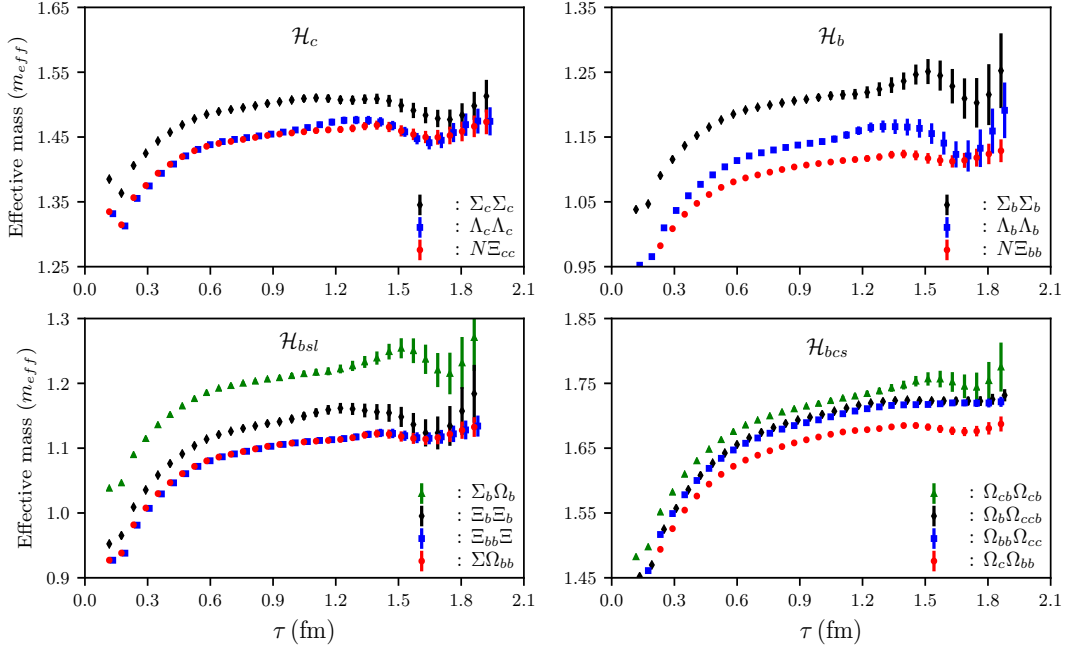 1.65
1.55
1.45
1.35
1.25
Effective mass (m_eff)
H_c
: Σ_cΣ_c
: Λ_cΛ_c
: NΞ_cc
0.0 0.3 0.6 0.9 1.2 1.5 1.8 2.1
1.35
1.25
1.15
1.05
0.95
H_b
: Σ_bΣ_b
: Λ_bΛ_b
: NΞ_bb
0.0 0.3 0.6 0.9 1.2 1.5 1.8 2.1
1.3
1.2
1.1
1.0
0.9
Effective mass (m_eff)
H_bsl
: Σ_bΩ_b
: Ξ_bΞ_b
: Ξ_bbΞ
: ΣΩ_bb
0.0 0.3 0.6 0.9 1.2 1.5 1.8 2.1
τ (fm)
1.85
1.75
1.65
1.55
1.45
H_bcs
: Ω_cbΩ_cb
: Ω_bΩ_ccb
: Ω_bbΩ_cc
: Ω_cΩ_bb
0.0 0.3 0.6 0.9 1.2 1.5 1.8 2.1
τ (fm)